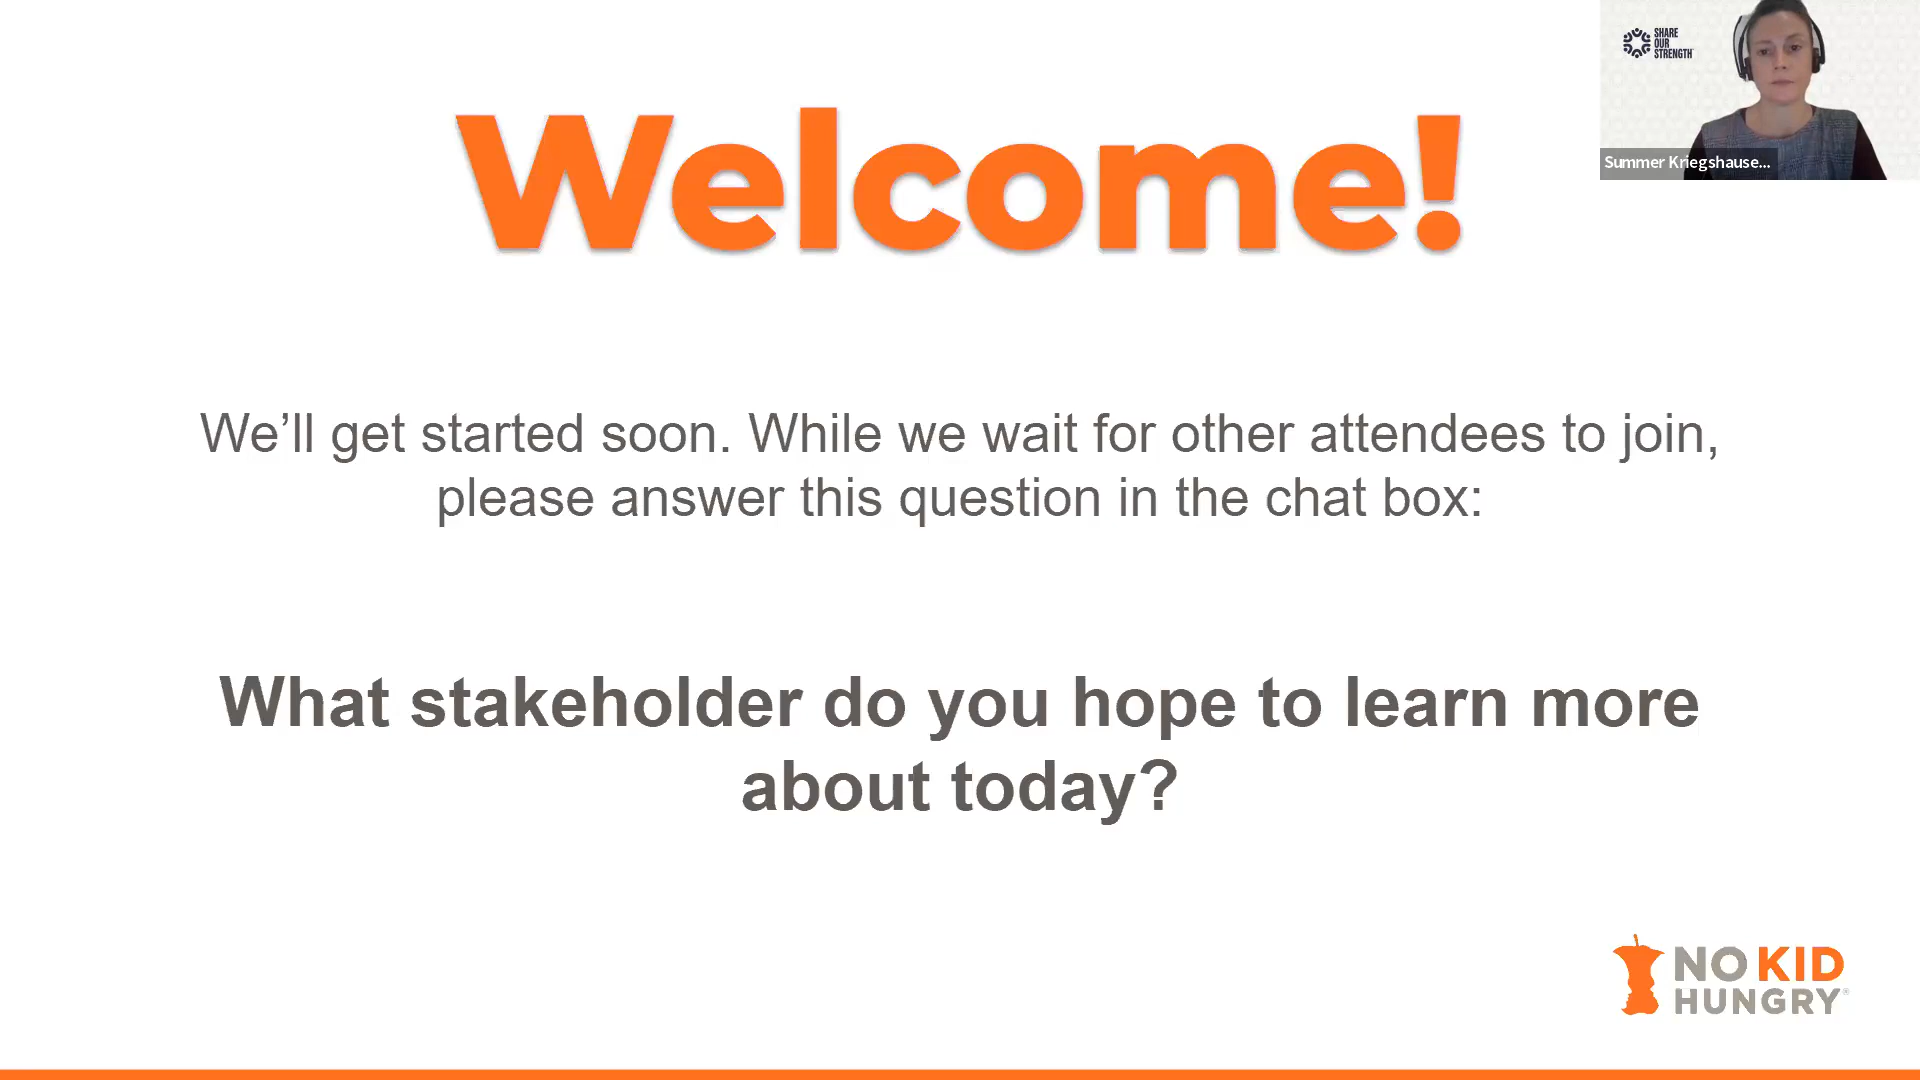 Welcome!
SHARE
OUR
STRENGTH
Summer Kriegshause...
We’ll get started soon. While we wait for other attendees to join,
please answer this question in the chat box:
What stakeholder do you hope to learn more
about today?
NO KID
HUNGRY®